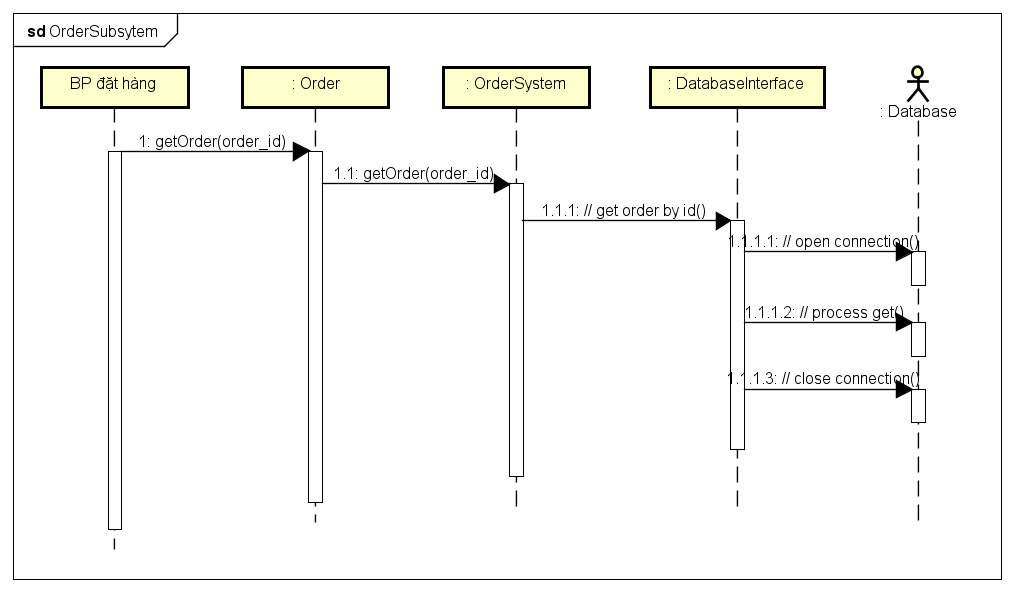 sd OrderSubsytem
BP đặt hàng
: Order
: OrderSystem
: DatabaseInterface
: Database
1: getOrder(order_id)
1.1: getOrder(order_id)
1.1.1: // get order by id()
1.1.1.1: // open connection()
1.1.1.2: // process get()
1.1.1.3: // close connection()